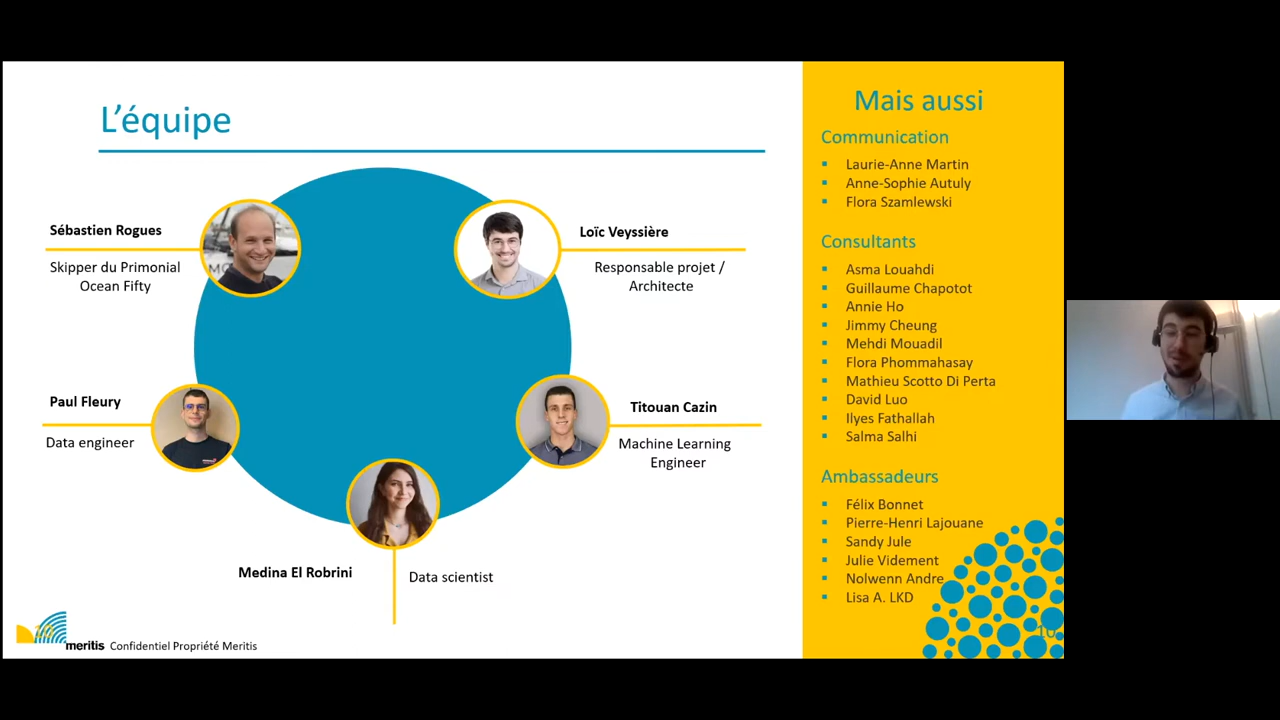 L'équipe
Sébastien Rogues
Skipper du Primonial
Ocean Fifty
Loïc Veyssière
Responsable projet /
Architecte
Paul Fleury
Data engineer
Titouan Cazin
Machine Learning
Engineer
Medina El Robrini
Data scientist
meritis
Confidentiel Propriété Meritis
Mais aussi
Communication
▪ Laurie-Anne Martin
▪ Anne-Sophie Autuly
▪ Flora Szamlewski
Consultants
▪ Asma Louahdi
▪ Guillaume Chapotot
▪ Annie Ho
▪ Jimmy Cheung
▪ Mehdi Mouadil
▪ Flora Phommahasay
▪ Mathieu Scotto Di Perta
▪ David Luo
▪ Ilyes Fathallah
▪ Salma Salhi
Ambassadeurs
▪ Félix Bonnet
▪ Pierre-Henri Lajouane
▪ Sandy Jule
▪ Julie Videment
▪ Nolwenn Andre
▪ Lisa A. LKD
10